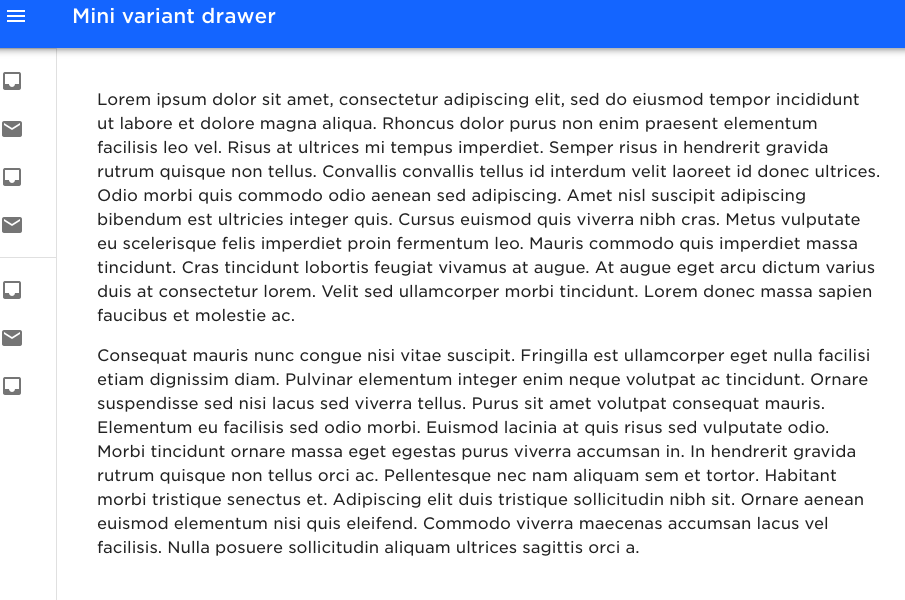 Mini variant drawer
Lorem ipsum dolor sit amet, consectetur adipiscing elit, sed do eiusmod tempor incididunt
ut labore et dolore magna aliqua. Rhoncus dolor purus non enim praesent elementum
facilisis leo vel. Risus at ultrices mi tempus imperdiet. Semper risus in hendrerit gravida
rutrum quisque non tellus. Convallis convallis tellus id interdum velit laoreet id donec ultrices.
Odio morbi quis commodo odio aenean sed adipiscing. Amet nisl suscipit adipiscing
bibendum est ultricies integer quis. Cursus euismod quis viverra nibh cras. Metus vulputate
eu scelerisque felis imperdiet proin fermentum leo. Mauris commodo quis imperdiet massa
tincidunt. Cras tincidunt lobortis feugiat vivamus at augue. At augue eget arcu dictum varius
duis at consectetur lorem. Velit sed ullamcorper morbi tincidunt. Lorem donec massa sapien
faucibus et molestie ac.
Consequat mauris nunc congue nisi vitae suscipit. Fringilla est ullamcorper eget nulla facilisi
etiam dignissim diam. Pulvinar elementum integer enim neque volutpat ac tincidunt. Ornare
suspendisse sed nisi lacus sed viverra tellus. Purus sit amet volutpat consequat mauris.
Elementum eu facilisis sed odio morbi. Euismod lacinia at quis risus sed vulputate odio.
Morbi tincidunt ornare massa eget egestas purus viverra accumsan in. In hendrerit gravida
rutrum quisque non tellus orci ac. Pellentesque nec nam aliquam sem et tortor. Habitant
morbi tristique senectus et. Adipiscing elit duis tristique sollicitudin nibh sit. Ornare aenean
euismod elementum nisi quis eleifend. Commodo viverra maecenas accumsan lacus vel
facilisis. Nulla posuere sollicitudin aliquam ultrices sagittis orci a.